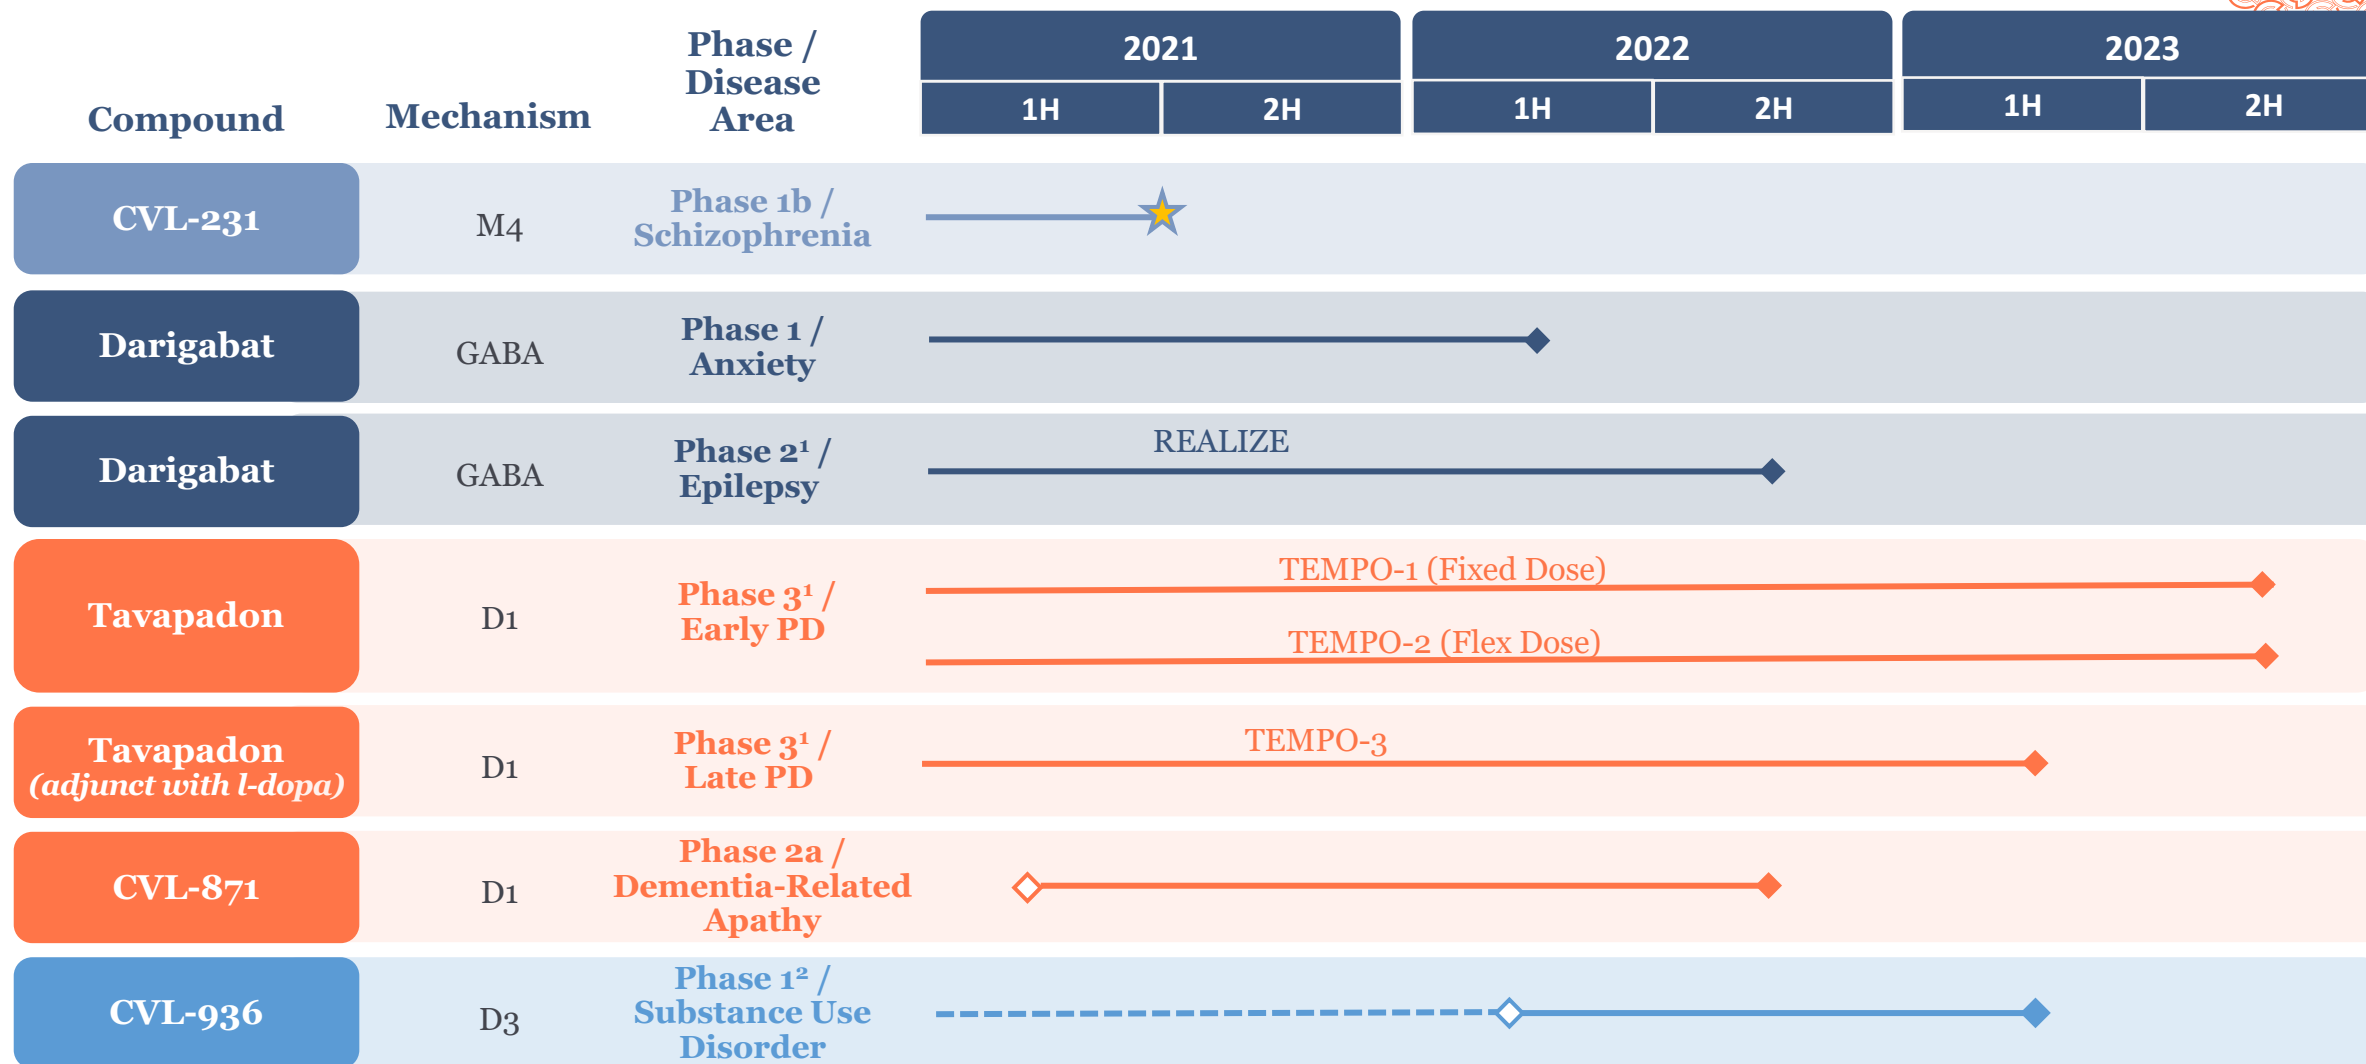 Compound
Mechanism
Phase /
Disease
Area
2021
2022
2023
1H
2H
1H
2H
1H
2H
CVL-231
M4
Phase 1b /
Schizophrenia
Darigabat
GABA
Phase 1 /
Anxiety
Darigabat
GABA
Phase 2¹ /
Epilepsy
REALIZE
Tavapadon
D1
Phase 3¹ /
Early PD
TEMPO-1 (Fixed Dose)
TEMPO-2 (Flex Dose)
Tavapadon
(adjunct with l-dopa)
D1
Phase 3¹ /
Late PD
TEMPO-3
CVL-871
D1
Phase 2a /
Dementia-Related
Apathy
CVL-936
D3
Phase 1² /
Substance Use
Disorder